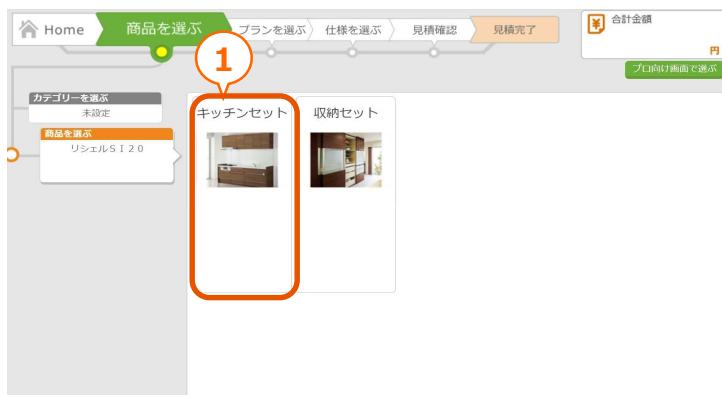 Home
商品を選ぶ
プランを選ぶ
仕様を選ぶ
見積確認
見積完了
¥
合計金額
円
プロ向け画面で選ぶ
1
カテゴリーを選ぶ
未設定
商品を選ぶ
リシェルＳＩ２０
キッチンセット
収納セット